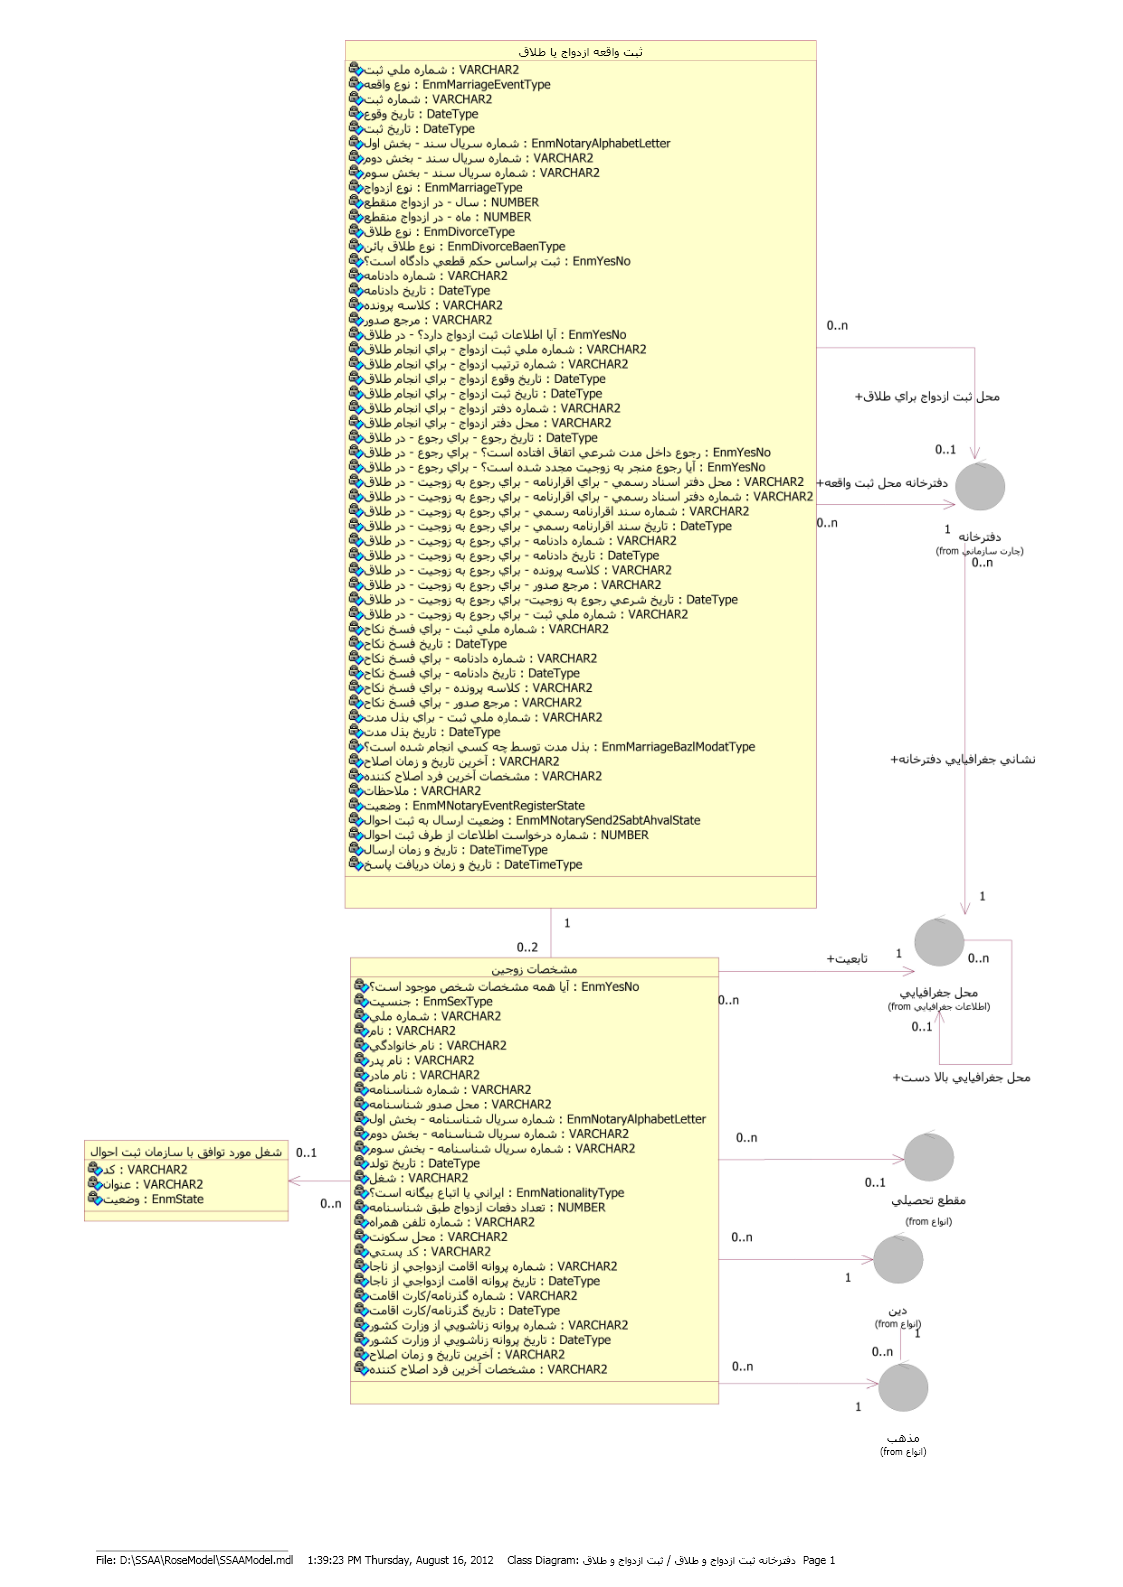 ثبت واقعه ازدواج يا طلاق
شماره ملي ثبت : VARCHAR2
نوع واقعه : EnmMarriageEventType
شماره ثبت : VARCHAR2
تاريخ وقوع : DateType
تاريخ ثبت : DateType
شماره سريال سند - بخش اول : EnmNotaryAlphabetLetter
شماره سريال سند - بخش دوم : VARCHAR2
شماره سريال سند - بخش سوم : VARCHAR2
نوع ازدواج : EnmMarriageType
سال - در ازدواج منقطع : NUMBER
ماه - در ازدواج منقطع : NUMBER
نوع طلاق : EnmDivorceType
نوع طلاق بائن : EnmDivorceBaenType
ثبت براساس حکم قطعي دادگاه است؟ : EnmYesNo
شماره دادنامه : VARCHAR2
تاريخ دادنامه : DateType
کلاسه پرونده : VARCHAR2
مرجع صدور : VARCHAR2
آيا اطلاعات ثبت ازدواج دارد؟ - در طلاق : EnmYesNo
شماره ملي ثبت ازدواج - براي انجام طلاق : VARCHAR2
شماره ترتيب ازدواج - براي انجام طلاق : VARCHAR2
تاريخ وقوع ازدواج - براي انجام طلاق : DateType
تاريخ ثبت ازدواج - براي انجام طلاق : DateType
شماره دفتر ازدواج - براي انجام طلاق : VARCHAR2
محل دفتر ازدواج - براي انجام طلاق : VARCHAR2
تاريخ رجوع - براي رجوع - در طلاق : DateType
رجوع داخل مدت شرعي اتفاق افتاده است؟ - براي رجوع - در طلاق : EnmYesNo
آيا رجوع منجر به زوجيت مجدد شده است؟ - براي رجوع - در طلاق : EnmYesNo
محل دفتر اسناد رسمي - براي اقرارنامه - براي رجوع به زوجيت - در طلاق : VARCHAR2
شماره دفتر اسناد رسمي - براي اقرارنامه - براي رجوع به زوجيت - در طلاق : VARCHAR2
شماره سند اقرارنامه رسمي - براي رجوع به زوجيت - در طلاق : VARCHAR2
تاريخ سند اقرارنامه رسمي - براي رجوع به زوجيت - در طلاق : DateType
شماره دادنامه - براي رجوع به زوجيت - در طلاق : VARCHAR2
تاريخ دادنامه - براي رجوع به زوجيت - در طلاق : DateType
کلاسه پرونده - براي رجوع به زوجيت - در طلاق : VARCHAR2
مرجع صدور - براي رجوع به زوجيت - در طلاق : VARCHAR2
تاريخ شرعي رجوع به زوجيت- براي رجوع به زوجيت - در طلاق : DateType
شماره ملي ثبت - براي رجوع به زوجيت - در طلاق : VARCHAR2
شماره ملي ثبت - براي فسخ نکاح : VARCHAR2
تاريخ فسخ نکاح : DateType
شماره دادنامه - براي فسخ نکاح : VARCHAR2
تاريخ دادنامه - براي فسخ نکاح : DateType
کلاسه پرونده - براي فسخ نکاح : VARCHAR2
مرجع صدور - براي فسخ نکاح : VARCHAR2
شماره ملي ثبت - براي بذل مدت : VARCHAR2
تاريخ بذل مدت : DateType
بذل مدت توسط چه کسي انجام شده است؟ : EnmMarriageBazlModatType
آخرين تاريخ و زمان اصلاح : VARCHAR2
مشخصات آخرين فرد اصلاح کننده : VARCHAR2
ملاحظات : VARCHAR2
وضعيت : EnmMNotaryEventRegisterState
وضعيت ارسال به ثبت احوال : EnmMNotarySend2SabtAhvalState
شماره درخواست اطلاعات از طرف ثبت احوال : NUMBER
تاريخ و زمان ارسال : DateTimeType
تاريخ و زمان دريافت پاسخ : DateTimeType
0..n
+محل ثبت ازدواج براي طلاق
0..1
+دفترخانه محل ثبت واقعه
0..n
1
دفترخانه
(from چارت سازماني)
0..n
+نشاني جغرافيايي دفترخانه
1
1
0..2
مشخصات زوجين
آيا همه مشخصات شخص موجود است؟ : EnmYesNo
جنسيت : EnmSexType
شماره ملي : VARCHAR2
نام : VARCHAR2
نام خانوادگي : VARCHAR2
نام پدر : VARCHAR2
نام مادر : VARCHAR2
شماره شناسنامه : VARCHAR2
محل صدور شناسنامه : VARCHAR2
شماره سريال شناسنامه - بخش اول : EnmNotaryAlphabetLetter
شماره سريال شناسنامه - بخش دوم : VARCHAR2
شماره سريال شناسنامه - بخش سوم : VARCHAR2
تاريخ تولد : DateType
شغل : VARCHAR2
ايراني يا اتباع بيگانه است؟ : EnmNationalityType
تعداد دفعات ازدواج طبق شناسنامه : NUMBER
شماره تلفن همراه : VARCHAR2
محل سکونت : VARCHAR2
کد پستي : VARCHAR2
شماره پروانه اقامت ازدواجي از ناجا : VARCHAR2
تاريخ پروانه اقامت ازدواجي از ناجا : DateType
شماره گذرنامه/کارت اقامت : VARCHAR2
تاريخ گذرنامه/کارت اقامت : DateType
شماره پروانه زناشويي از وزارت کشور : VARCHAR2
تاريخ پروانه زناشويي از وزارت کشور : DateType
آخرين تاريخ و زمان اصلاح : VARCHAR2
مشخصات آخرين فرد اصلاح کننده : VARCHAR2
+تابعيت
1
0..n
0..n
محل جغرافيايي
(from اطلاعات جغرافيايي)
0..1
+محل جغرافيايي بالا دست
شغل مورد توافق با سازمان ثبت احوال
کد : VARCHAR2
عنوان : VARCHAR2
وضعيت : EnmState
0..1
0..n
0..n
0..1
مقطع تحصيلي
(from انواع)
0..n
1
دين
(from انواع)
1
0..n
0..n
1
مذهب
(from انواع)
File: D:\SSAA\RoseModel\SSAAModel.mdl 1:39:23 PM Thursday, August 16, 2012 Class Diagram: دفترخانه ثبت ازدواج و طلاق / ثبت ازدواج و طلاق Page 1